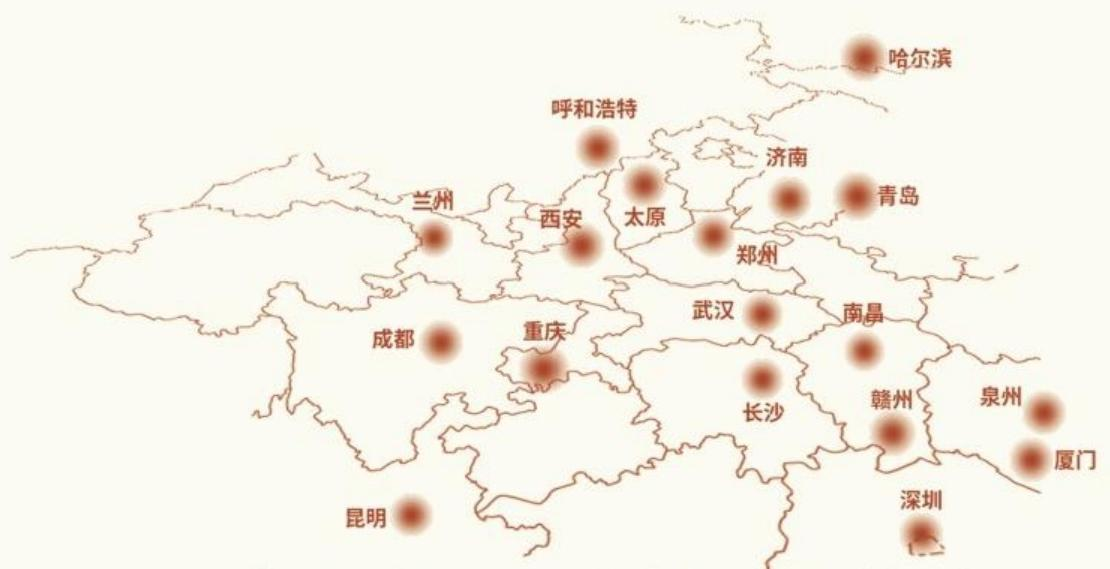 哈尔滨
呼和浩特
济南
青岛
兰州
西安
太原
郑州
武汉
南昌
成都
重庆
泉州
赣州
长沙
厦门
深圳
昆明